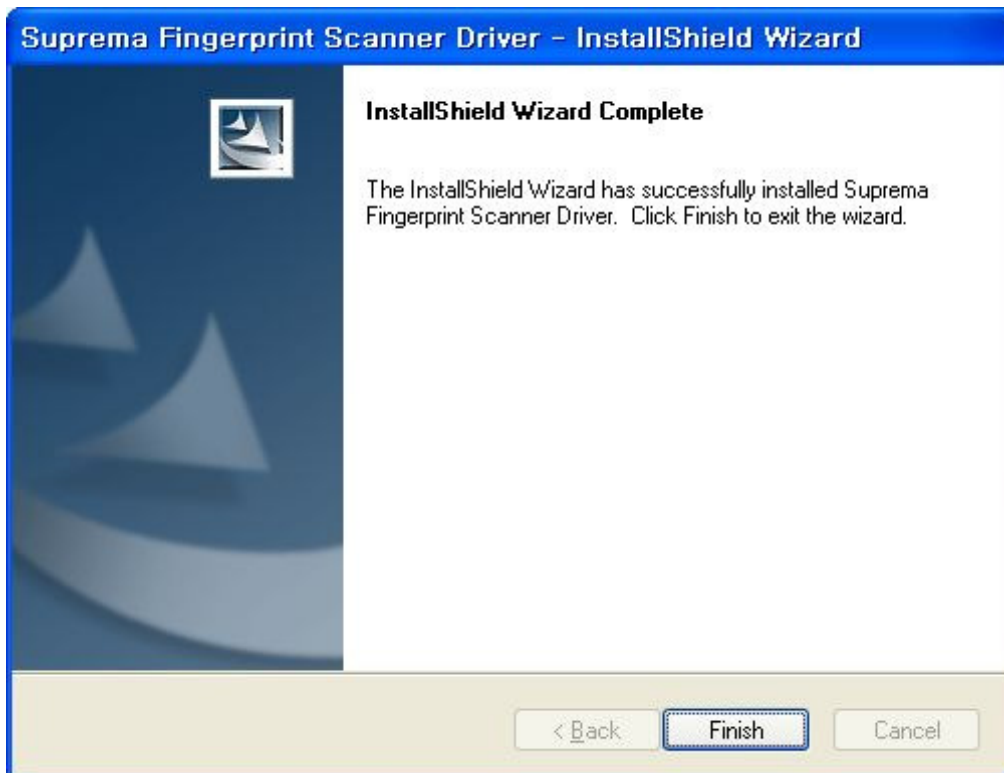 Suprema Fingerprint Scanner Driver - InstallShield Wizard
InstallShield Wizard Complete
The InstallShield Wizard has successfully installed Suprema
Fingerprint Scanner Driver. Click Finish to exit the wizard.
< Back
Finish
Cancel